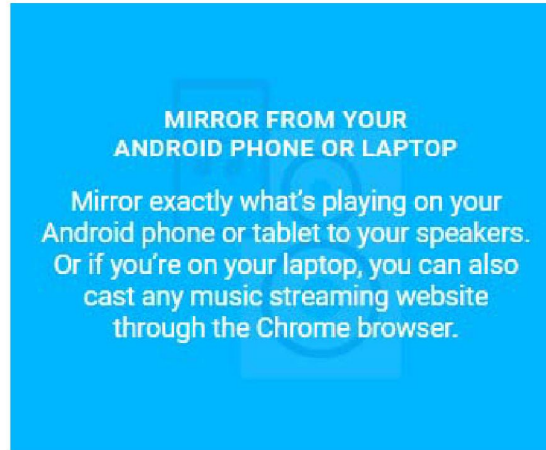 MIRROR FROM YOUR
ANDROID PHONE OR LAPTOP
Mirror exactly what's playing on your
Android phone or tablet to your speakers.
Or if you're on your laptop, you can also
cast any music streaming website
through the Chrome browser.